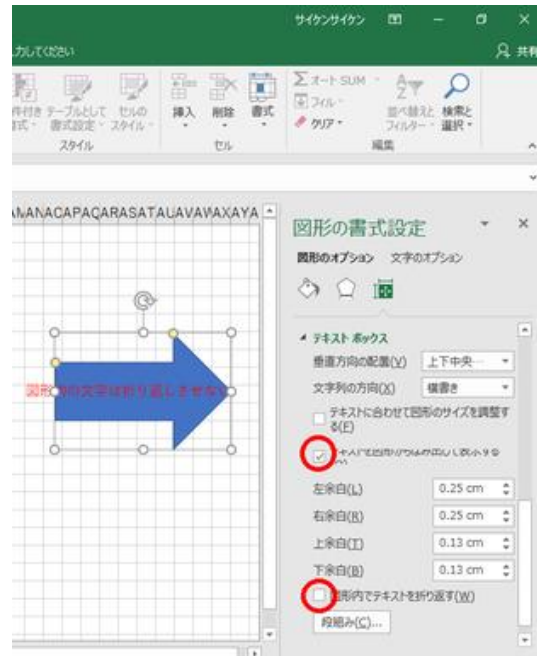 サイケンサイケン
力してください
共有
テーブルとして
書式設定
セルの
スタイル
挿入
削除
書式
オート SUM
フィル
クリア
並べ替えと
フィルター
検索と
選択
スタイル
セル
編集
ANACAPAQARASATAUAVAWAXAYA
図形の書式設定
図形のオプション 文字のオプション
テキスト ボックス
垂直方向の配置(V) 上下中央…
文字列の方向(X) 横書き
テキストに合わせて図形のサイズを調整す
る(F)
左余白(L) 0.25 cm
右余白(R) 0.25 cm
上余白(T) 0.13 cm
下余白(B) 0.13 cm
図形内でテキストを折り返す(W)
段組み(C)...